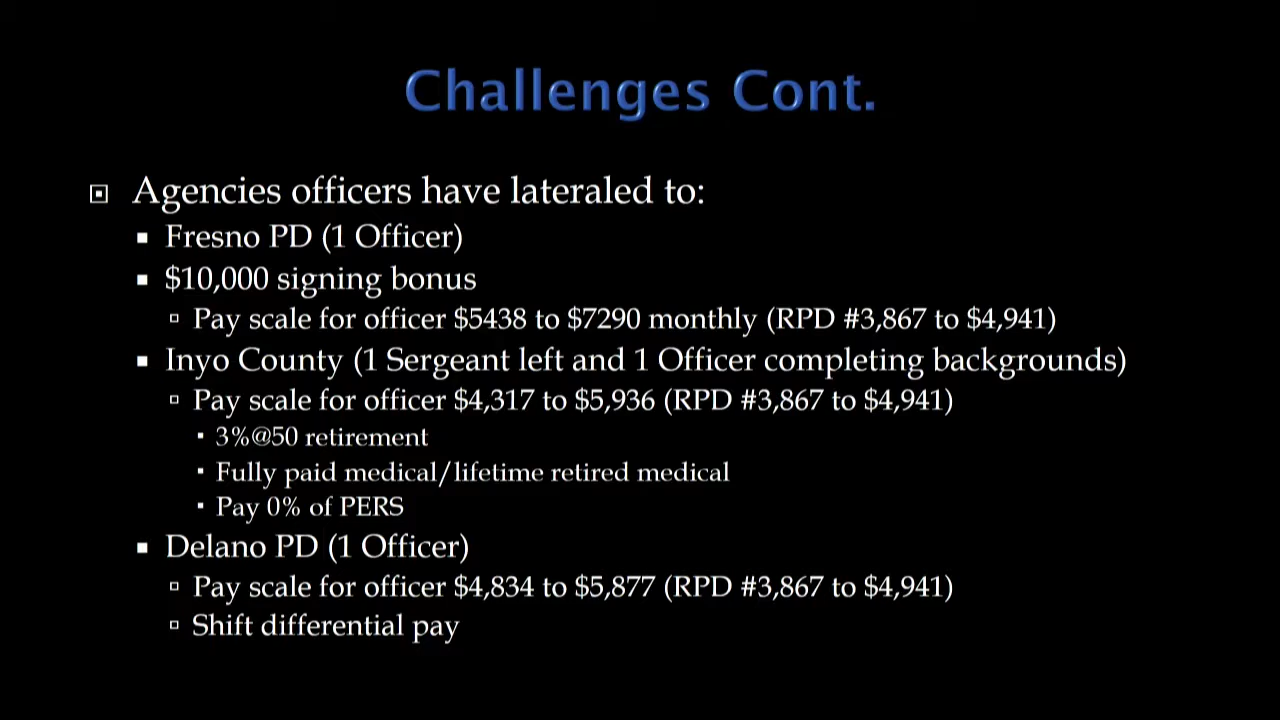 Challenges Cont.
Agencies officers have lateraled to:
Fresno PD (1 Officer)
$10,000 signing bonus
Pay scale for officer $5438 to $7290 monthly (RPD #3,867 to $4,941)
Inyo County (1 Sergeant left and 1 Officer completing backgrounds)
Pay scale for officer $4,317 to $5,936 (RPD #3,867 to $4,941)
3%@50 retirement
Fully paid medical/lifetime retired medical
Pay 0% of PERS
Delano PD (1 Officer)
Pay scale for officer $4,834 to $5,877 (RPD #3,867 to $4,941)
Shift differential pay